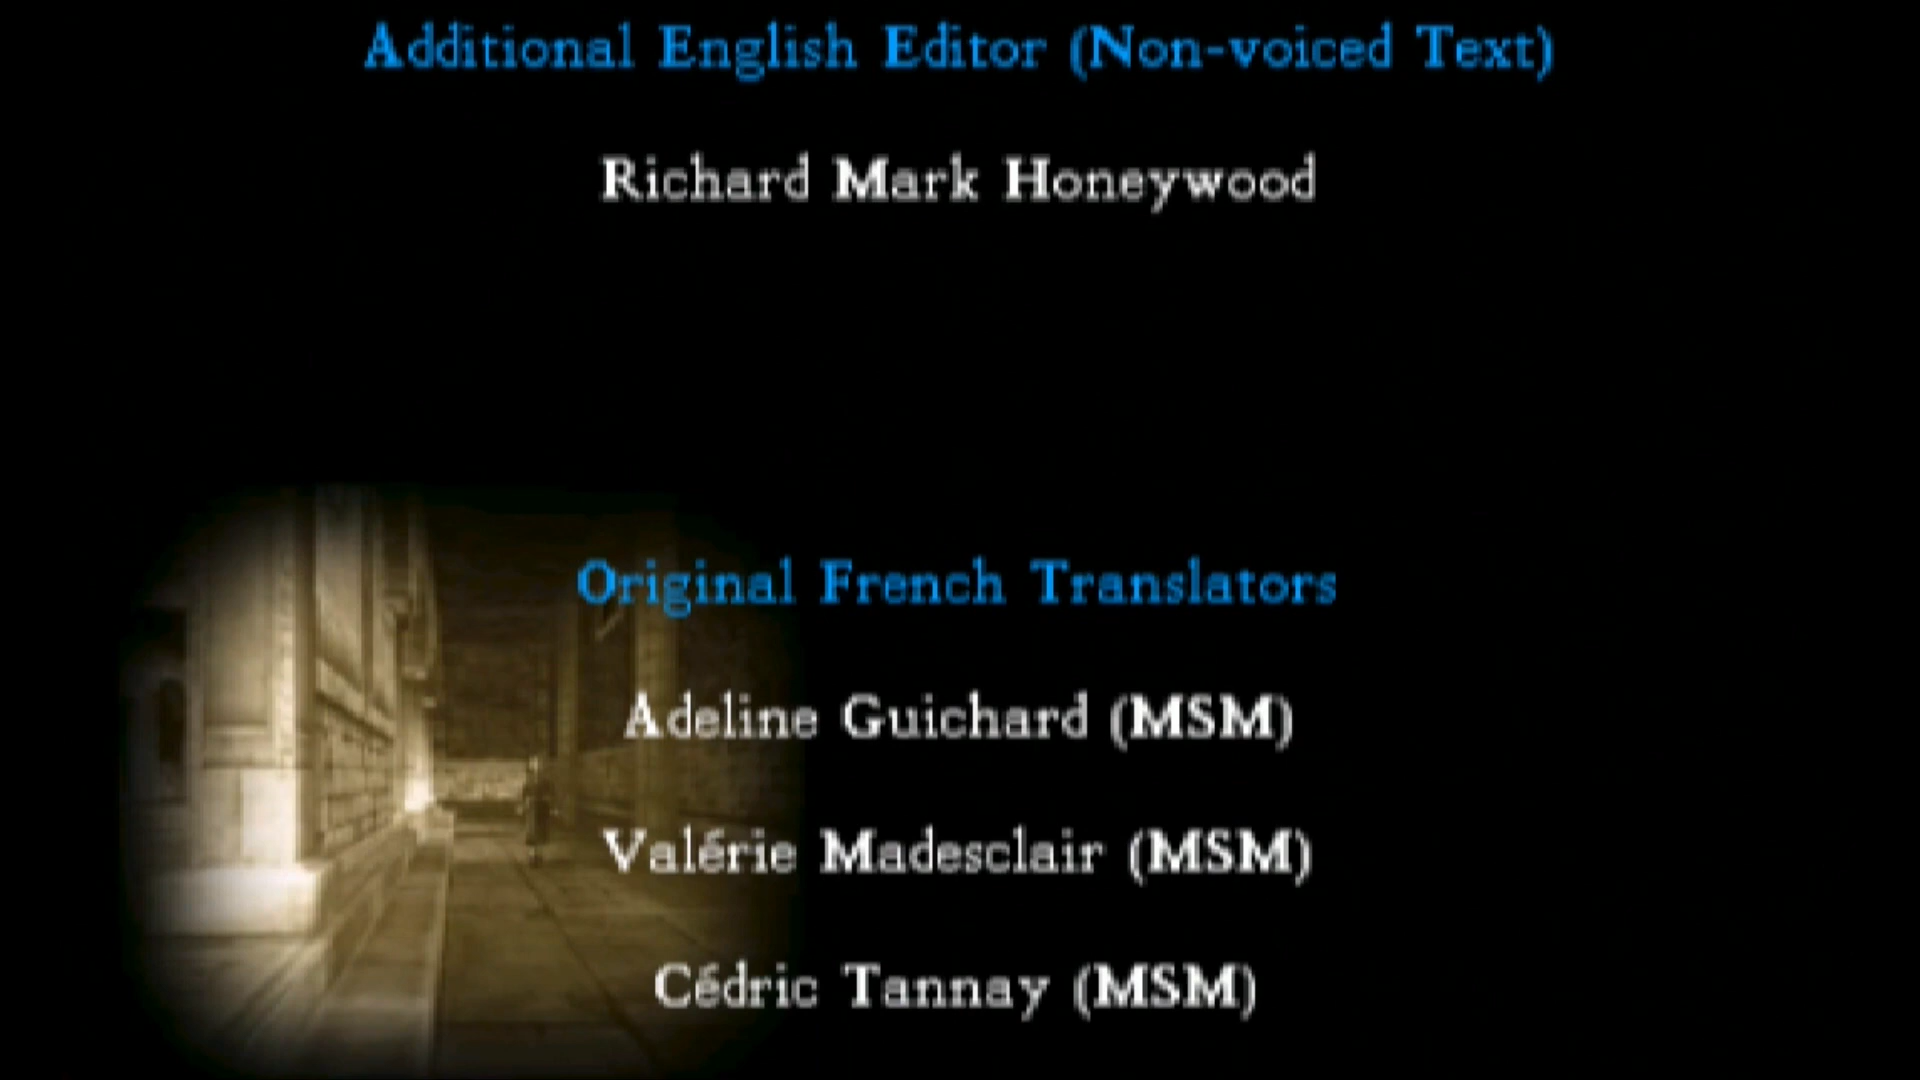 Additional English Editor (Non-voiced Text)
Richard Mark Honeywood
Original French Translators
Adeline Guichard (MSM)
Valérie Madesclair (MSM)
Cédric Tannay (MSM)